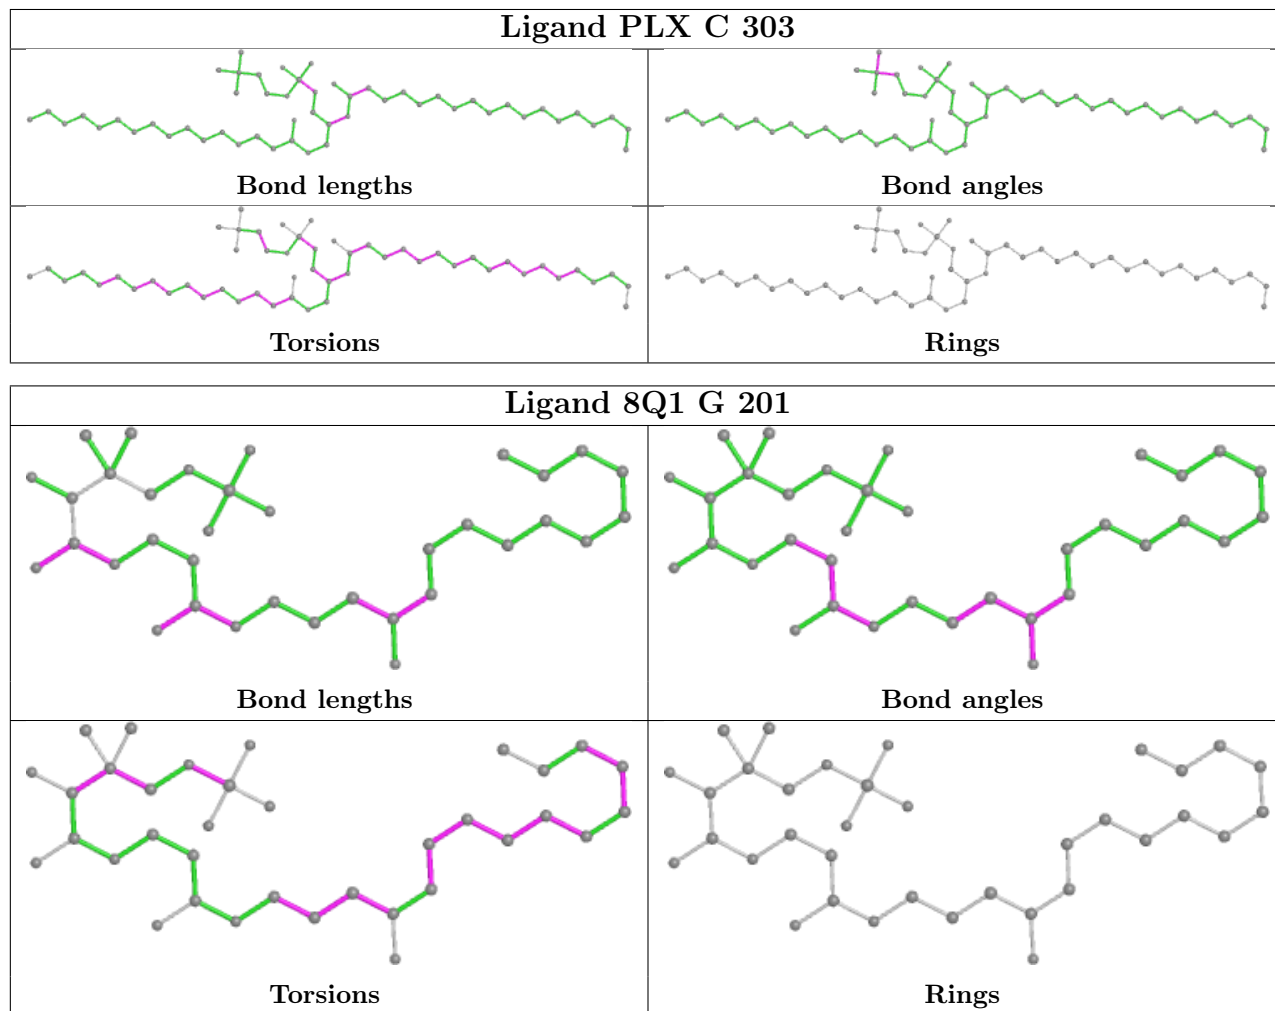 Ligand PLX C 303
Bond lengths
Bond angles
Torsions
Rings
Ligand 8Q1 G 201
Bond lengths
Bond angles
Torsions
Rings